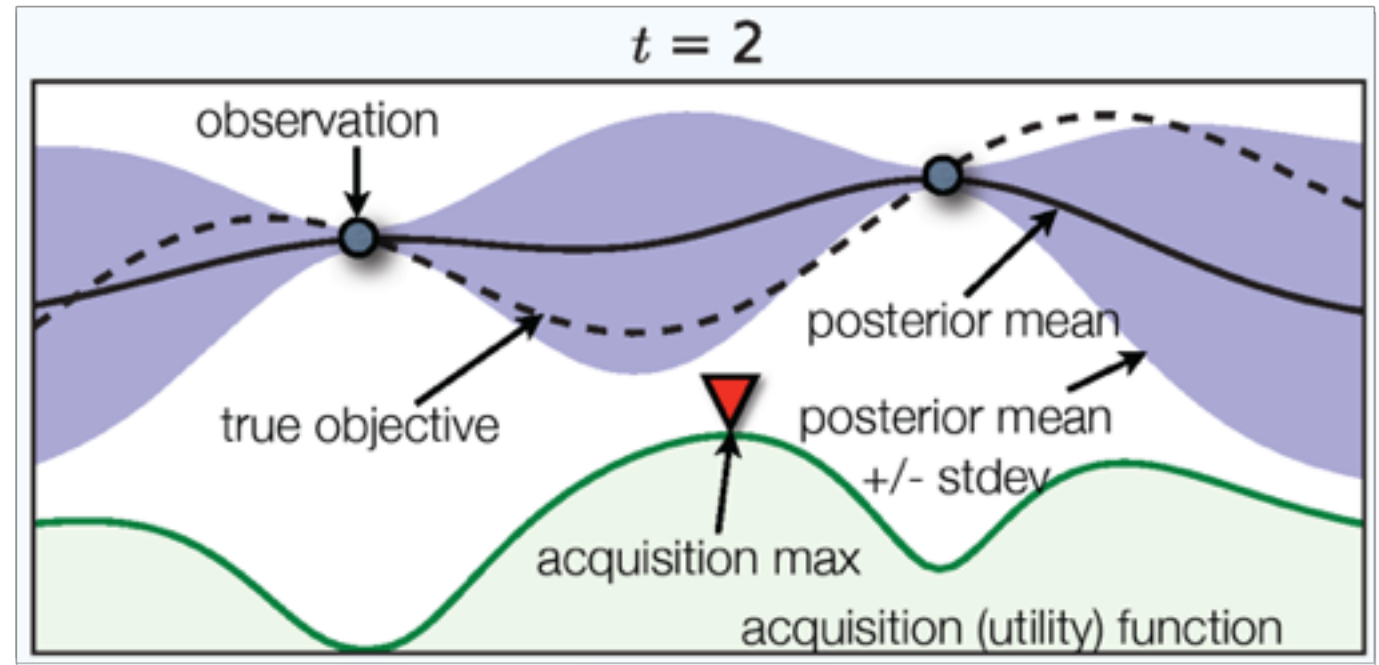 t = 2
observation
posterior mean
true objective
posterior mean
+/- stdev
acquisition max
acquisition (utility) function